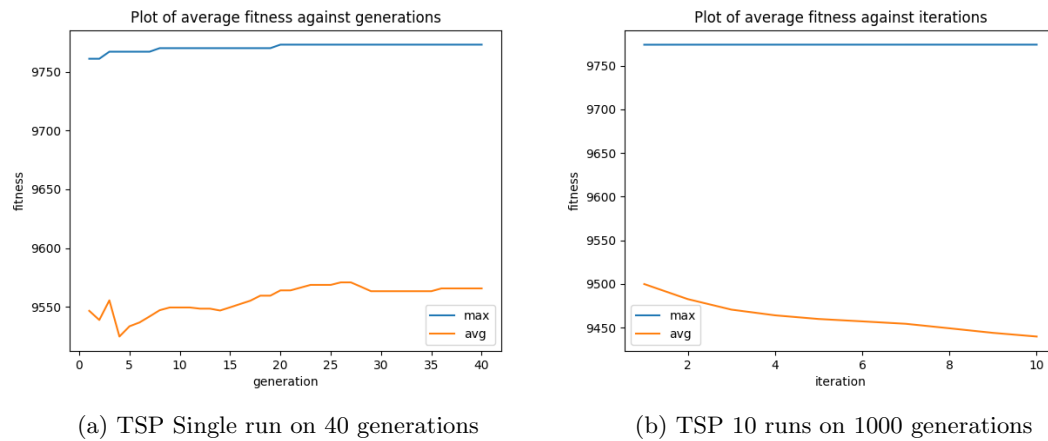 Plot of average fitness against generations
fitness
9750
9700
9650
9600
9550
0 5 10 15 20 25 30 35 40
generation
max
avg
(a) TSP Single run on 40 generations
Plot of average fitness against iterations
fitness
9750
9700
9650
9600
9550
9500
9450
2 4 6 8 10
iteration
max
avg
(b) TSP 10 runs on 1000 generations